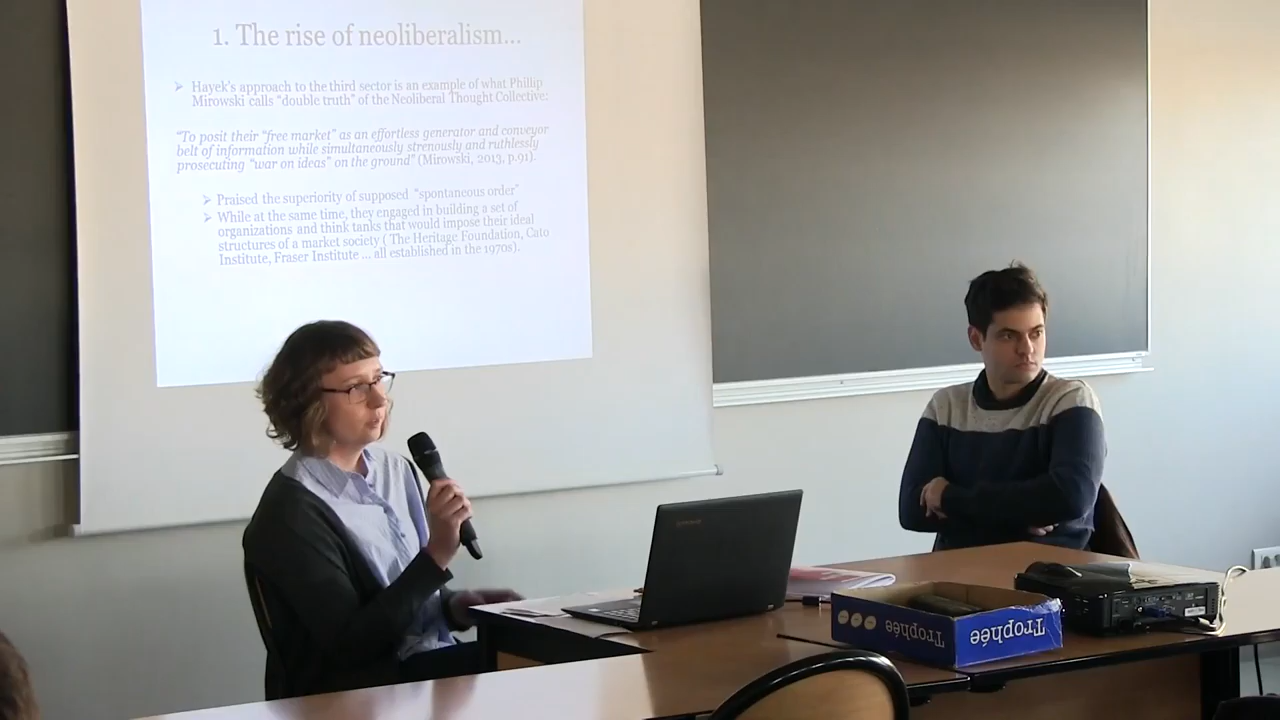 1. The rise of neoliberalism...
➢ Hayek's approach to the third sector is an example of what Phillip
Mirowski calls "double truth" of the Neoliberal Thought Collective:
"To posit their "free market" as an effortless generator and conveyor
belt of information while simultaneously strenously and ruthlessly
prosecuting "war on ideas" on the ground" (Mirowski, 2013, p.91).
➢ Praised the superiority of supposed "spontaneous order"
➢ While at the same time, they engaged in building a set of
organizations and think tanks that would impose their ideal
structures of a market society ( The Heritage Foundation, Cato
Institute, Fraser Institute ... all established in the 1970s).
Trophée
Trophée